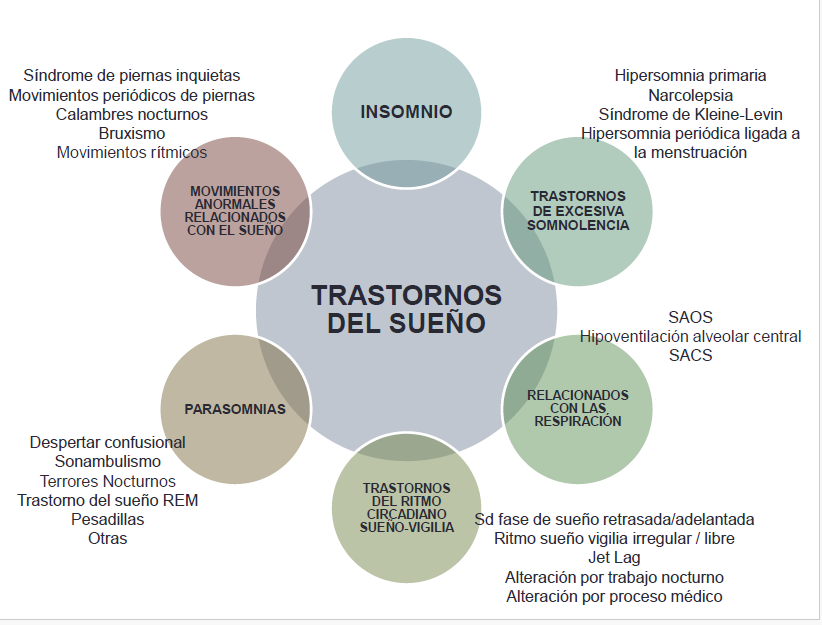 INSOMNIO
Síndrome de piernas inquietas
Movimientos periódicos de piernas
Calambres nocturnos
Bruxismo
Movimientos rítmicos
Hipersomnia primaria
Narcolepsia
Síndrome de Kleine-Levin
Hipersomnia periódica ligada a
la menstruación
MOVIMIENTOS
ANORMALES
RELACIONADOS
CON EL SUEÑO
TRASTORNOS
DE EXCESIVA
SOMNOLENCIA
TRASTORNOS
DEL SUEÑO
SAOS
Hipoventilación alveolar central
SACS
PARASOMNIAS
RELACIONADOS
CON LAS
RESPIRACIÓN
Despertar confusional
Sonambulismo
Terrores Nocturnos
Trastorno del sueño REM
Pesadillas
Otras
TRASTORNOS
DEL RITMO
CIRCADIANO
SUEÑO-VIGILIA
Sd fase de sueño retrasada/adelantada
Ritmo sueño vigilia irregular / libre
Jet Lag
Alteración por trabajo nocturno
Alteración por proceso médico